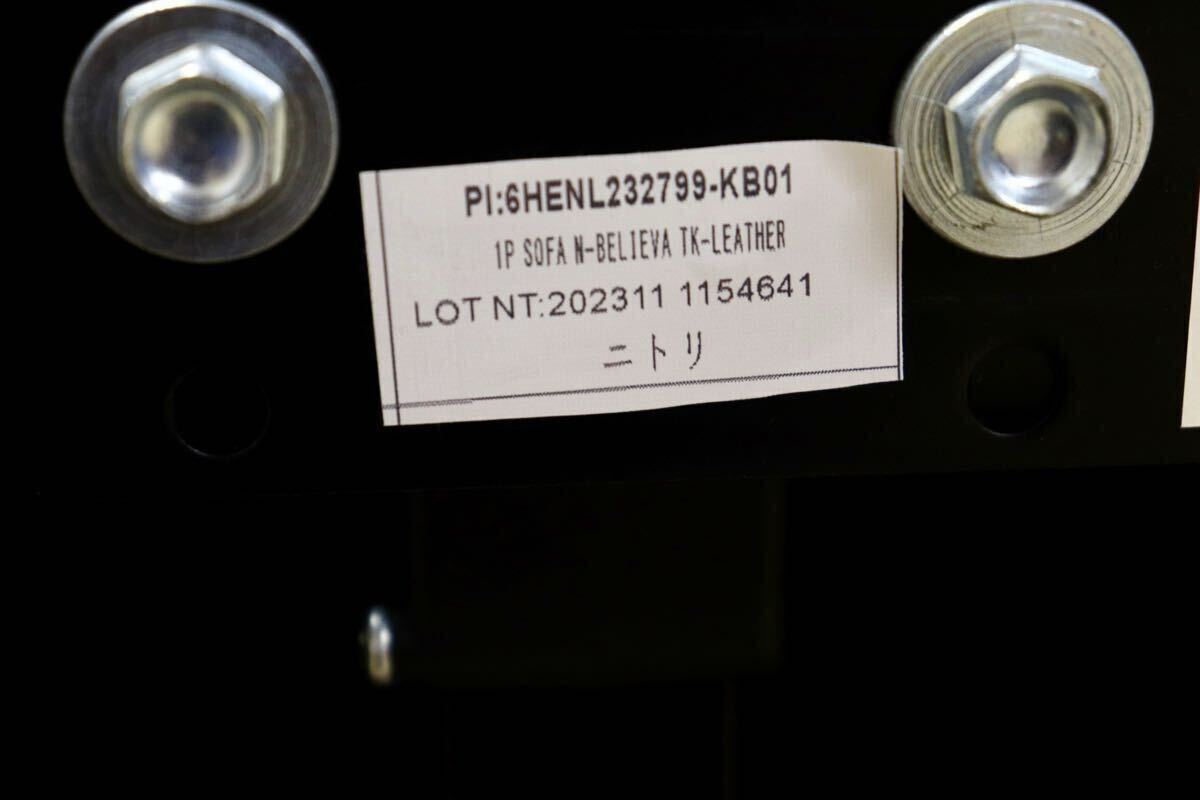 PI:6HENL232799-KB01
1P SOFA N-BELIEVA TK-LEATHER
LOT NT:202311 1154641
ニトリ